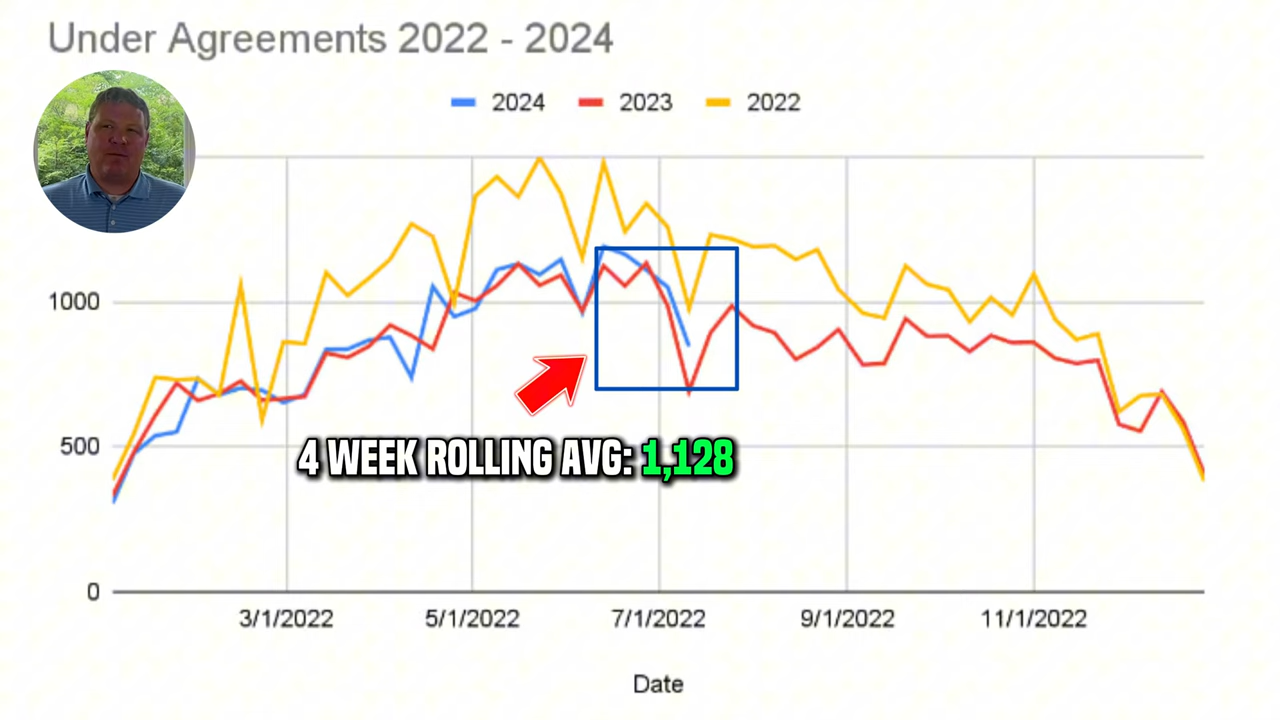 Under Agreements 2022 - 2024
2024 2023 2022
1000
500
0
4 WEEK ROLLING AVG: 1,128
3/1/2022 5/1/2022 7/1/2022 9/1/2022 11/1/2022
Date